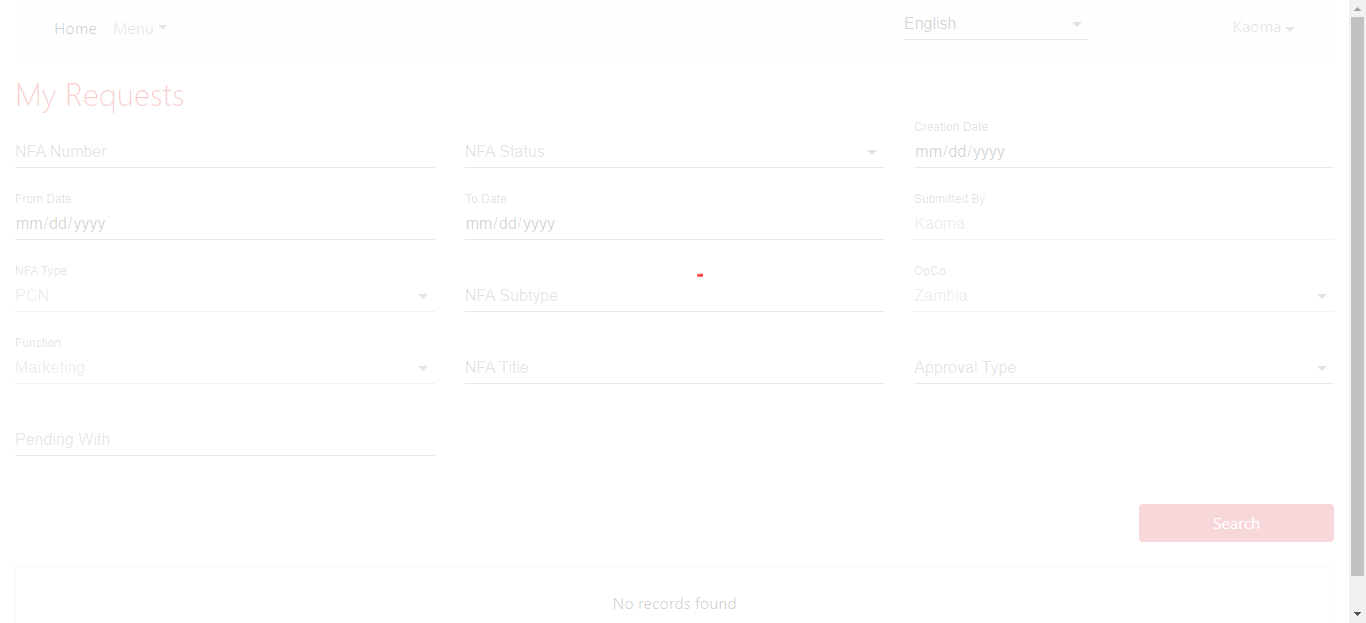 Home Menu English Kaoma
My Requests
Creation Date
NFA Number NFA Status mm/dd/yyyy
From Date To Date Submitted By
mm/dd/yyyy mm/dd/yyyy Kaoma
NFA Type OpCo
PCN NFA Subtype Zambia
Function
Marketing NFA Title Approval Type
Pending With
Search
No records found